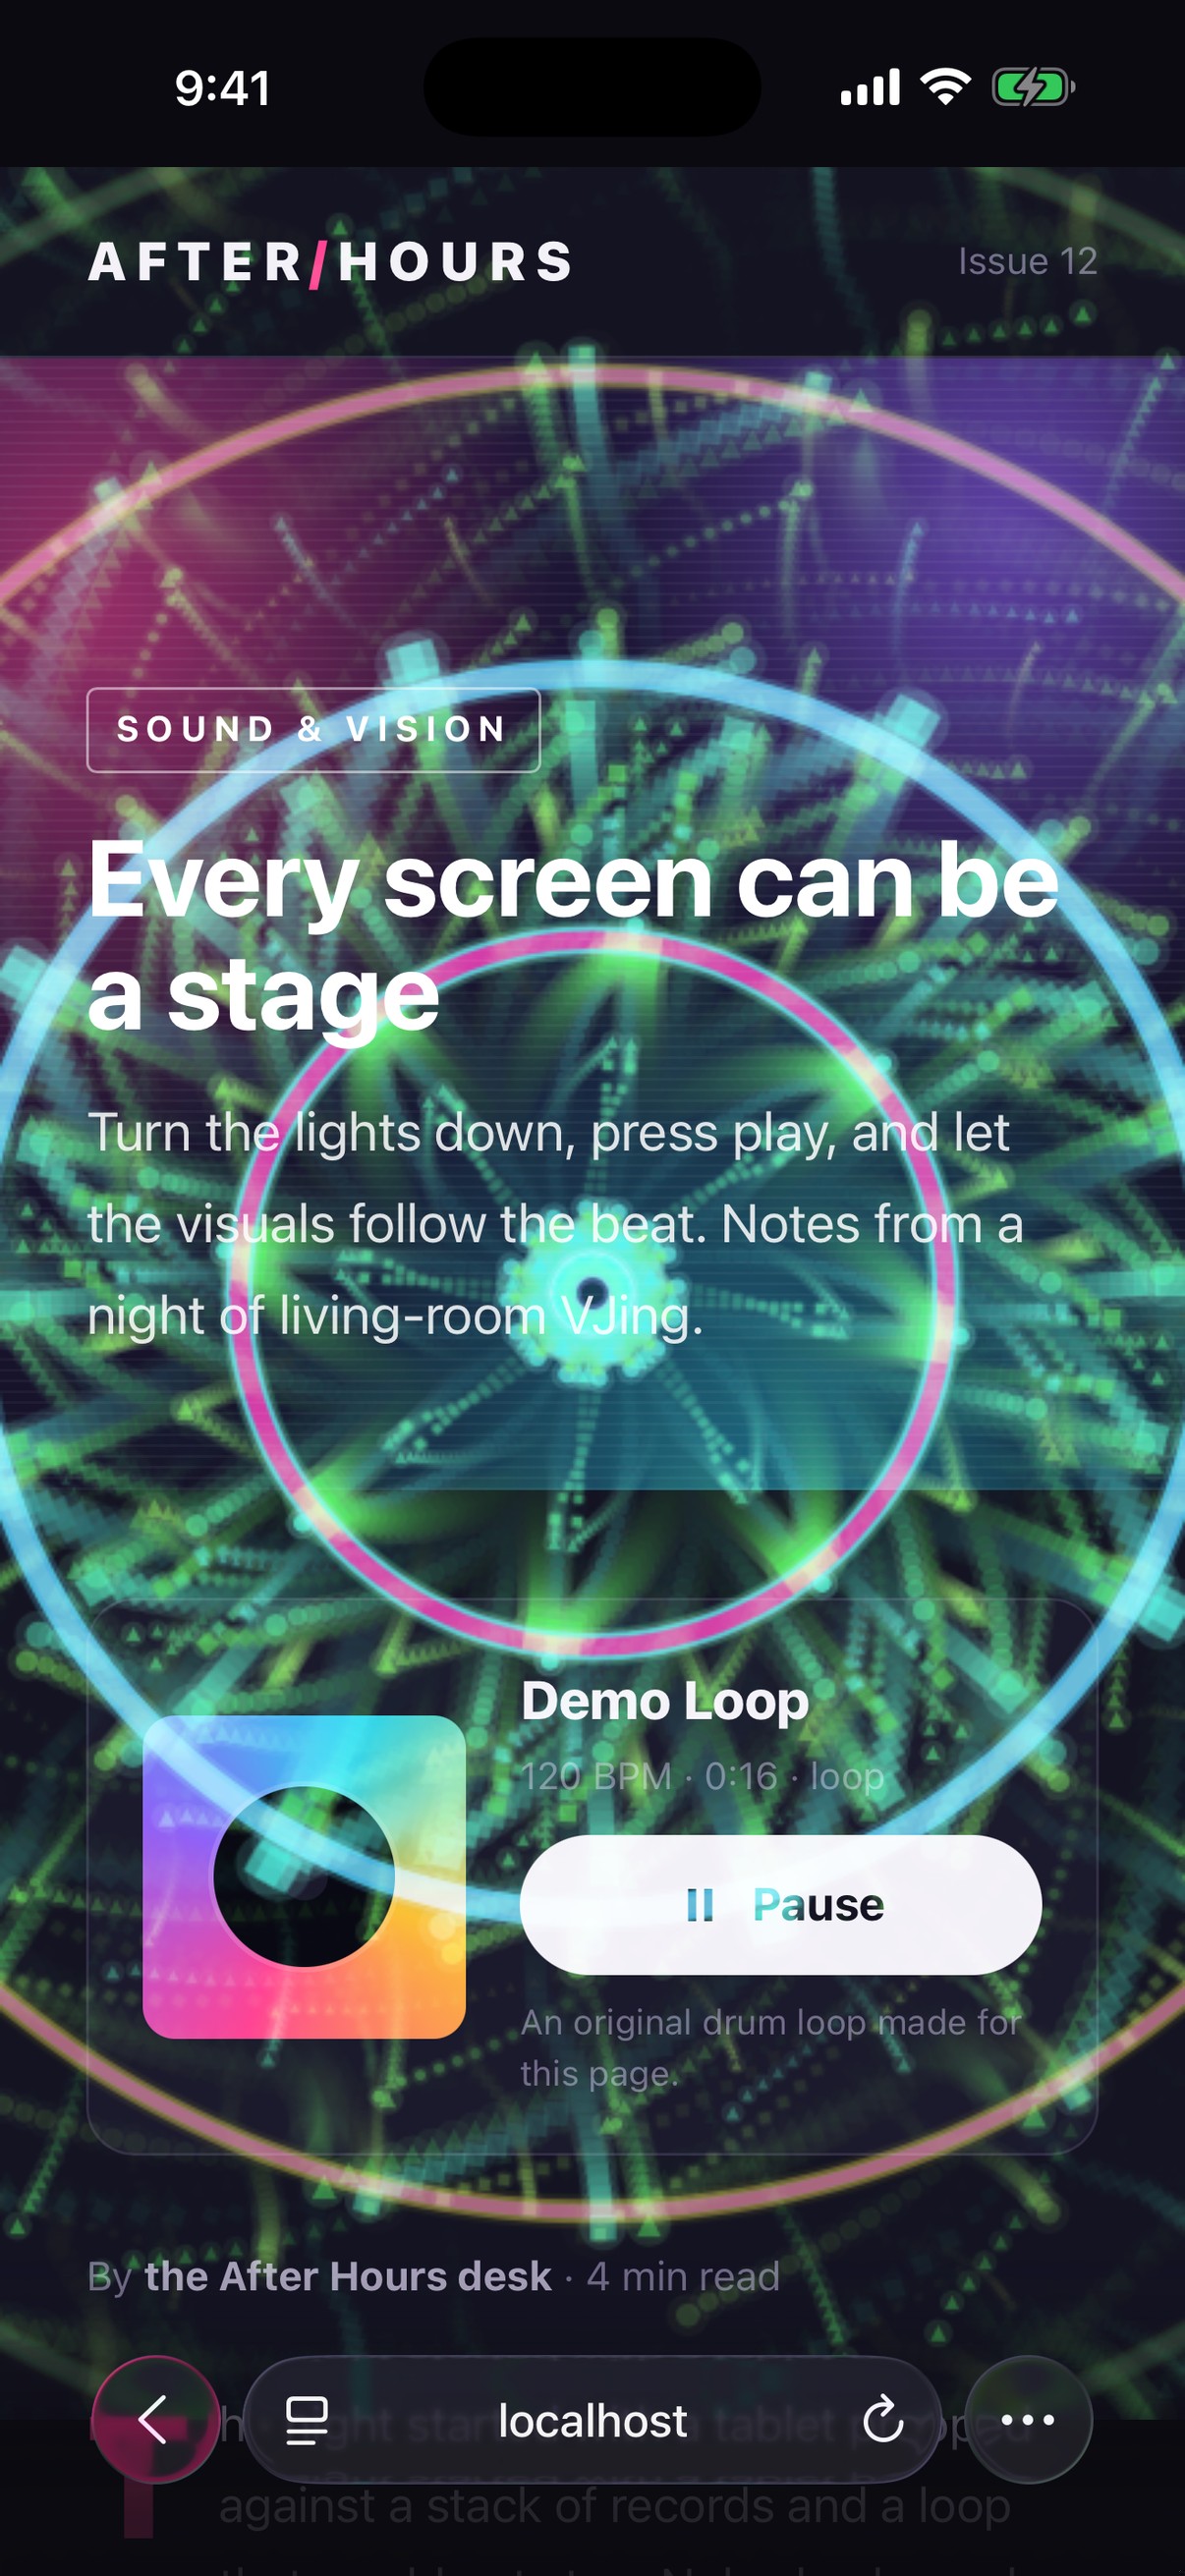 9:41
AFTER/HOURS
Issue 12
SOUND & VISION
Every screen can be
a stage
Turn the lights down, press play, and let
the visuals follow the beat. Notes from a
night of living-room VJing.
Demo Loop
120 BPM · 0:16 · loop
Pause
An original drum loop made for
this page.
By the After Hours desk · 4 min read
localhost
against a stack of records and a loop